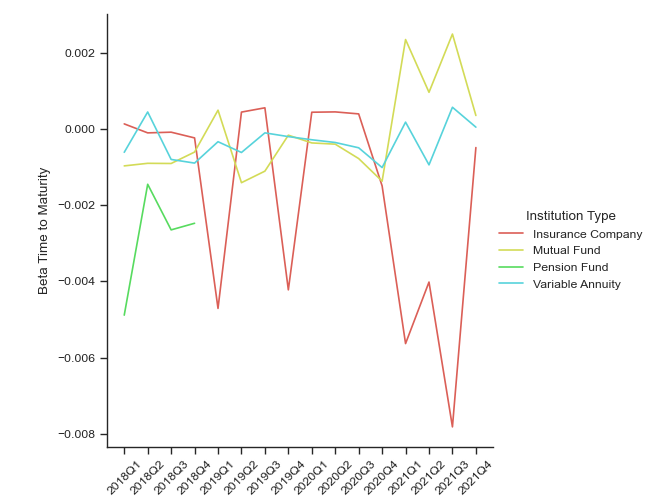 0.002
0.000
−0.002
−0.004
−0.006
−0.008
Beta Time to Maturity
2018Q1
2018Q2
2018Q3
2018Q4
2019Q1
2019Q2
2019Q3
2019Q4
2020Q1
2020Q2
2020Q3
2020Q4
2021Q1
2021Q2
2021Q3
2021Q4
Institution Type
Insurance Company
Mutual Fund
Pension Fund
Variable Annuity